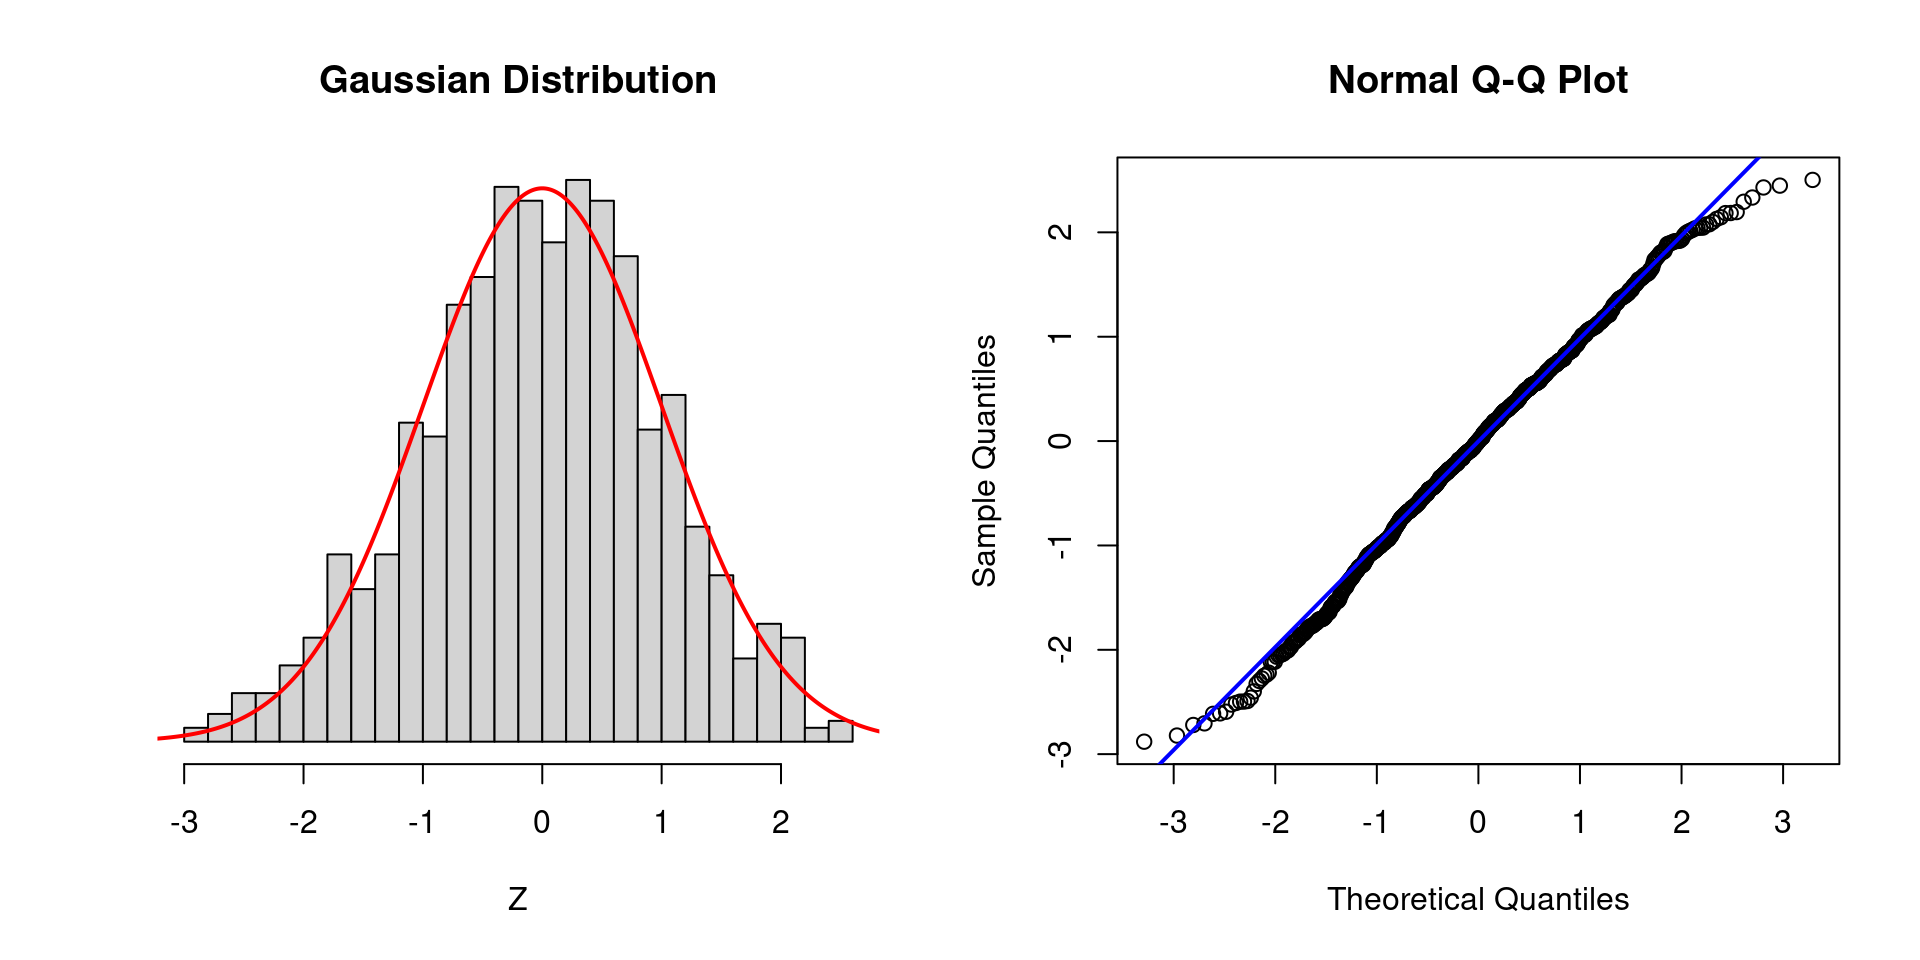 Gaussian Distribution
-3 -2 -1 0 1 2
Z
Normal Q-Q Plot
Sample Quantiles
2
1
0
-1
-2
-3
-3 -2 -1 0 1 2 3
Theoretical Quantiles